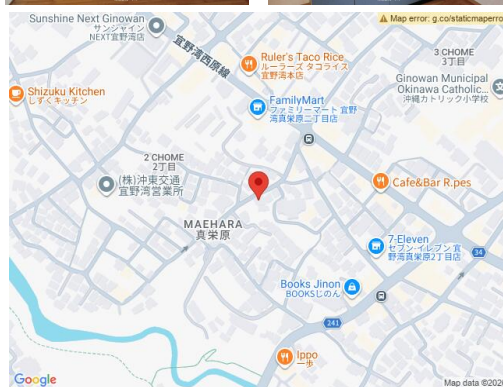 Sunshine Next Ginowan
サンシャイン
NEXT宜野湾店
⚠ Map error: g.co/staticmaperro
宜野湾西原線
Ruler's Taco Rice
ルーラーズ タコライス
宜野湾本店
3 CHOME
3丁目
Ginowan Municipal
Okinawa Catholic...
沖縄カトリック小学校
Shizuku Kitchen
しずくキッチン
FamilyMart
ファミリーマート 宜野
湾真栄原二丁目店
2 CHOME
2丁目
(株)沖東交通
宜野湾営業所
Cafe&Bar R.pes
MAEHARA
真栄原
7-Eleven
セブン-イレブン 宜
野湾真栄原2丁目店
34
Books Jinon
BOOKSじのん
241
Ippo
一歩
Google
Map data ©202